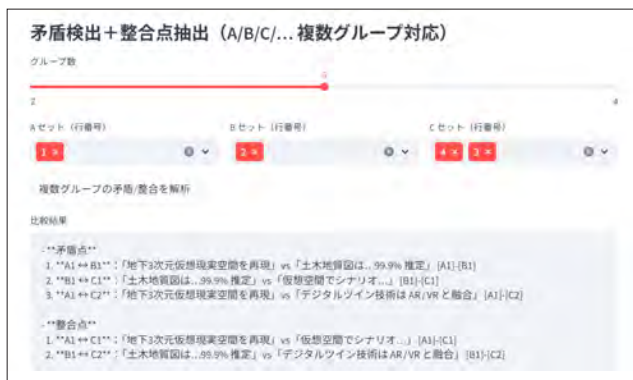 矛盾検出＋整合点抽出（A/B/C/… 複数グループ対応）
グループ数
3
2
4
Aセット（行番号）
Bセット（行番号）
Cセット（行番号）
1 ×
2 ×
4 × 3 ×
複数グループの矛盾/整合を解析
比較結果
- **矛盾点**
1. **A1 ↔ B1**：「地下3次元仮想現実空間を再現」vs「土木地質図は…99.9% 推定」[A1]-[B1]
2. **B1 ↔ C1**：「土木地質図は…99.9% 推定」vs「仮想空間でシナリオ…」[B1]-[C1]
3. **A1 ↔ C2**：「地下3次元仮想現実空間を再現」vs「デジタルツイン技術は AR/VR と融合」[A1]-[C2]
- **整合点**
1. **A1 ↔ C1**：「地下3次元仮想現実空間を再現」vs「仮想空間でシナリオ…」[A1]-[C1]
2. **B1 ↔ C2**：「土木地質図は…99.9% 推定」vs「デジタルツイン技術は AR/VR と融合」[B1]-[C2]